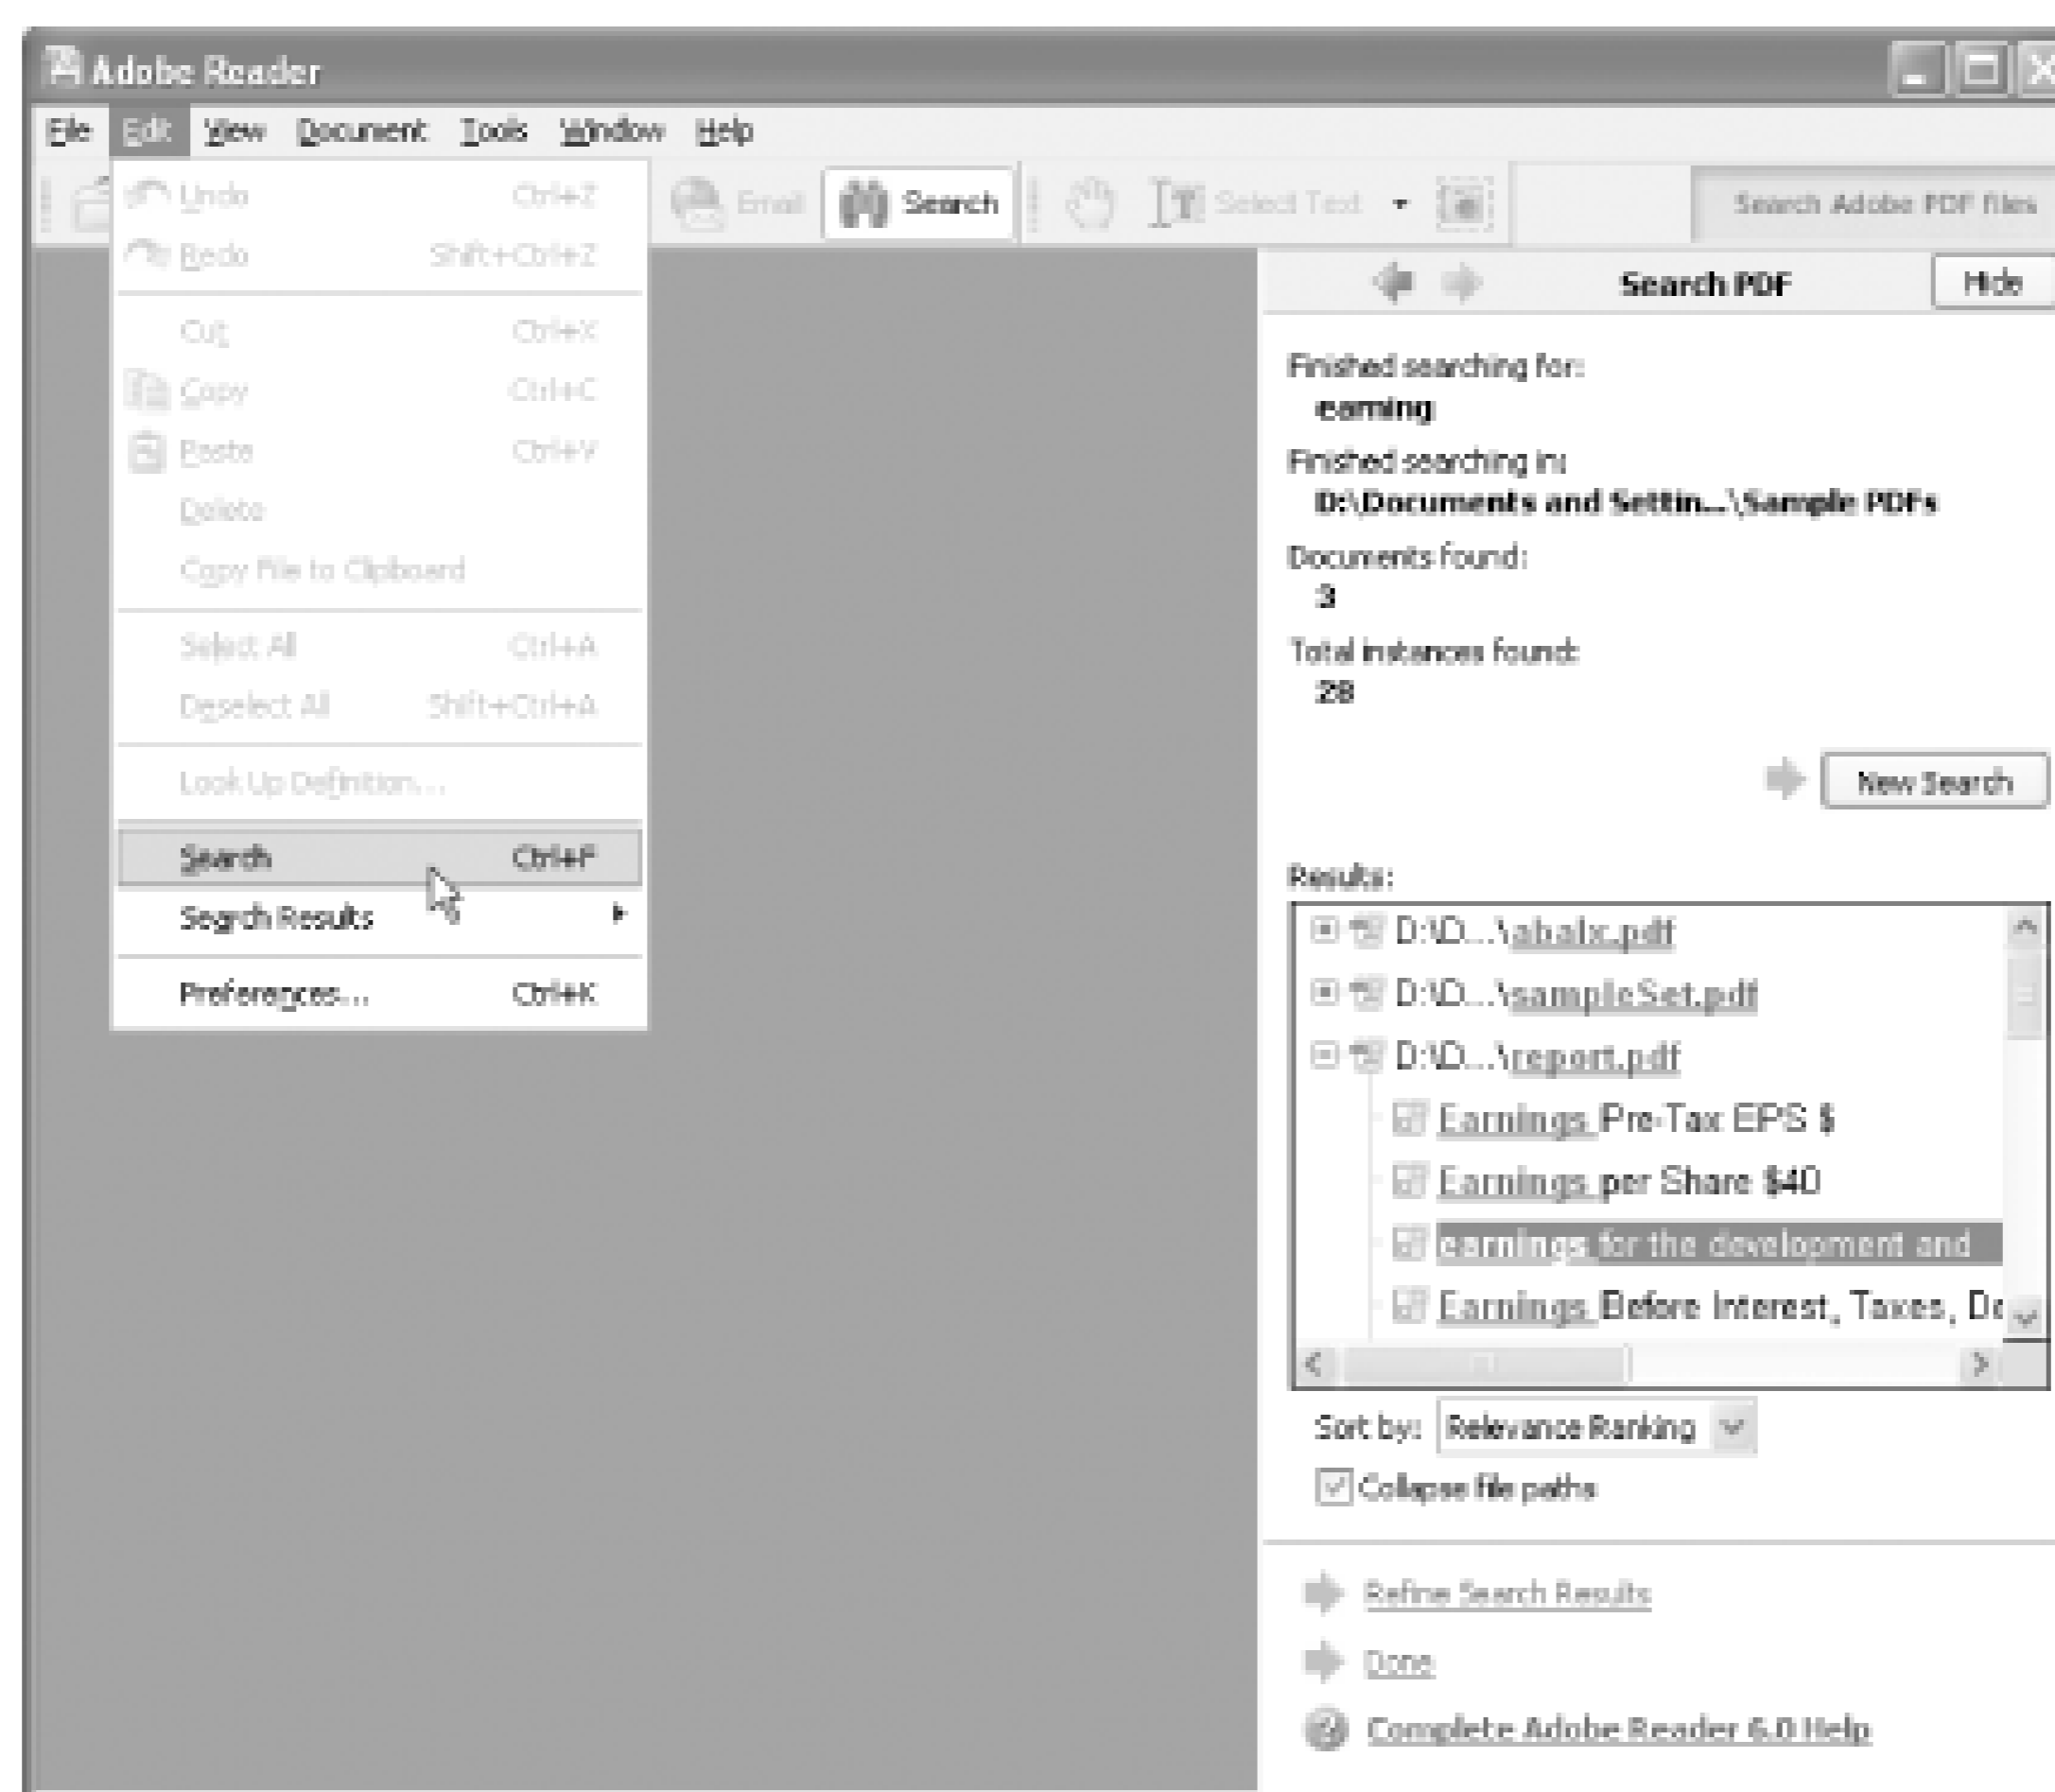 Adobe Reader
File Edit View Document Tools Window Help
Undo Ctrl+Z
Redo Shift+Ctrl+Z
Cut Ctrl+X
Copy Ctrl+C
Paste Ctrl+V
Delete
Copy File to Clipboard
Select All Ctrl+A
Deselect All Shift+Ctrl+A
Look Up Definition...
Search Ctrl+F
Search Results
Preferences... Ctrl+K
Email Search Select Text Search Adobe PDF files
Search PDF Hide
Finished searching for:
earning
Finished searching in:
D:\Documents and Settin...\Sample PDFs
Documents found:
3
Total instances found:
28
New Search
Results:
D:\D...\abalx.pdf
D:\D...\sampleSet.pdf
D:\D...\report.pdf
Earnings Pre-Tax EPS $
Earnings per Share $40
earnings for the development and
Earnings Before Interest, Taxes, De
Sort by: Relevance Ranking
Collapse file paths
Refine Search Results
Done
Complete Adobe Reader 6.0 Help